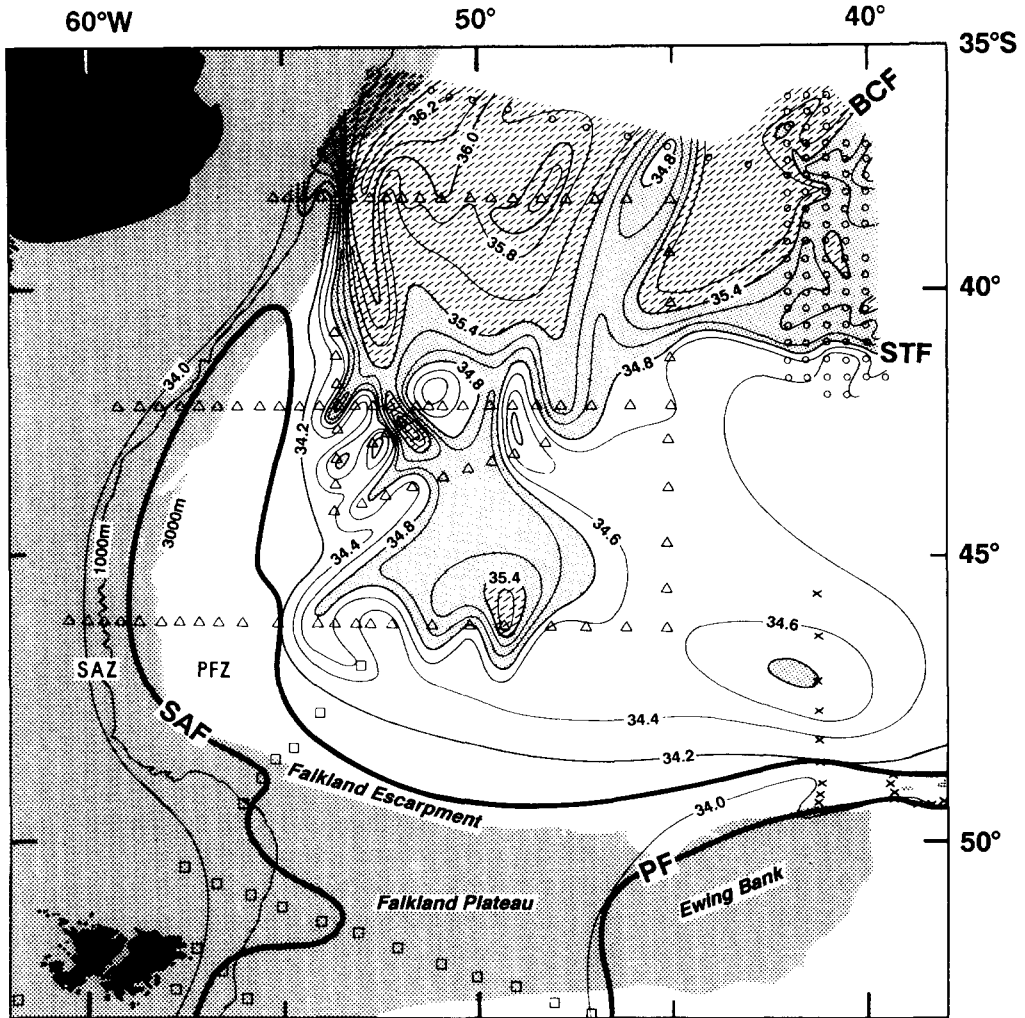 60°W 50° 40°
35°S
BCF
36.2
36.0
34.8
35.8
40°
35.4
35.4
STF
34.8
34.8
34.0
34.2
3000m
1000m
34.6
34.4
34.8
45°
35.4
34.6
SAZ
PFZ
SAF
34.4
34.2
Falkland Escarpment
34.0
50°
PF
Ewing Bank
Falkland Plateau